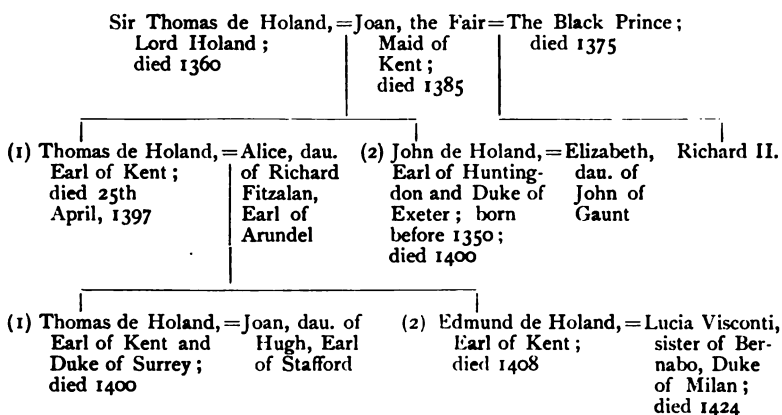 Sir Thomas de Holand, = Joan, the Fair = The Black Prince ;
Lord Holand ; Maid of died 1375
died 1360 Kent ;
died 1385
(1) Thomas de Holand, = Alice, dau. (2) John de Holand, = Elizabeth, Richard II.
Earl of Kent ; of Richard Earl of Hunting- dau. of
died 25th Fitzalan, don and Duke of John of
April, 1397 Earl of Exeter ; born Gaunt
Arundel before 1350 ;
died 1400
(1) Thomas de Holand, = Joan, dau. of (2) Edmund de Holand, = Lucia Visconti,
Earl of Kent and Hugh, Earl Earl of Kent ; sister of Ber-
Duke of Surrey ; of Stafford died 1408 nabo, Duke
died 1400 of Milan ;
died 1424